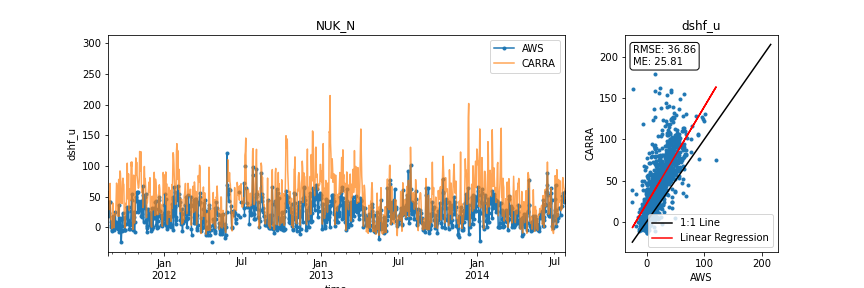 NUK_N
dshf_u
300
250
200
150
100
50
0
dshf_u
AWS
CARRA
Jan
2012
Jul
Jan
2013
Jul
Jan
2014
Jul
time
dshf_u
RMSE: 36.86
ME: 25.81
200
150
100
50
0
CARRA
1:1 Line
Linear Regression
0
100
200
AWS